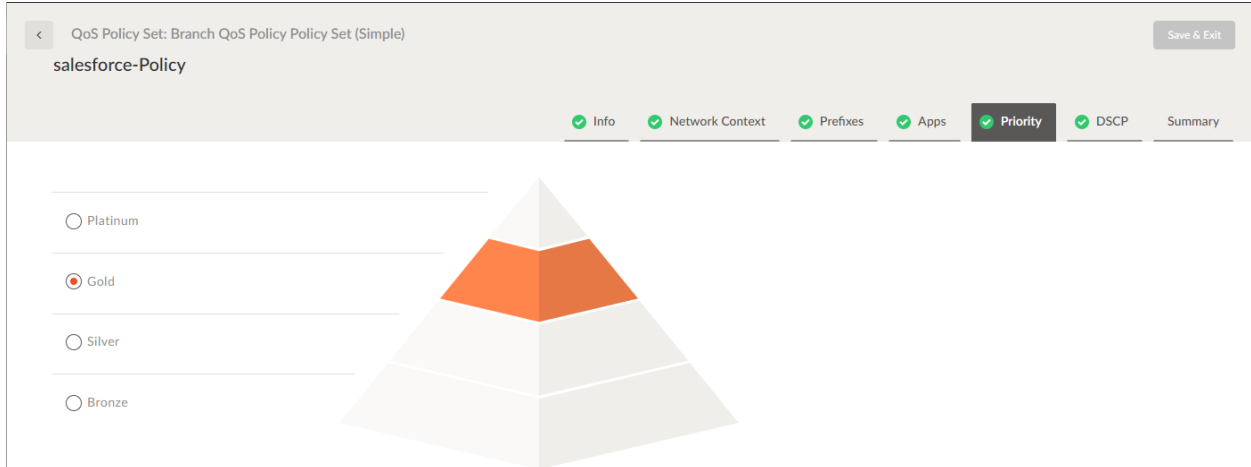 QoS Policy Set: Branch QoS Policy Policy Set (Simple)
Save & Exit
salesforce-Policy
Info
Network Context
Prefixes
Apps
Priority
DSCP
Summary
Platinum
Gold
Silver
Bronze